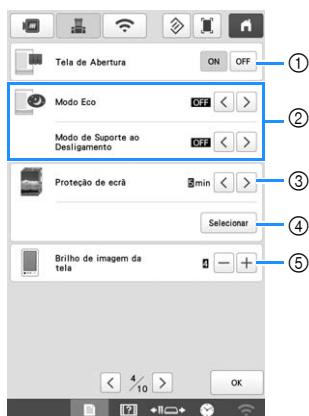 Tela de Abertura ON OFF ①
Modo Eco OFF
②
Modo de Suporte ao
Desligamento OFF
Proteção de ecrã 5min ③
Selecionar ④
Brilho de imagem da
tela 4 ⑤
4/10
OK